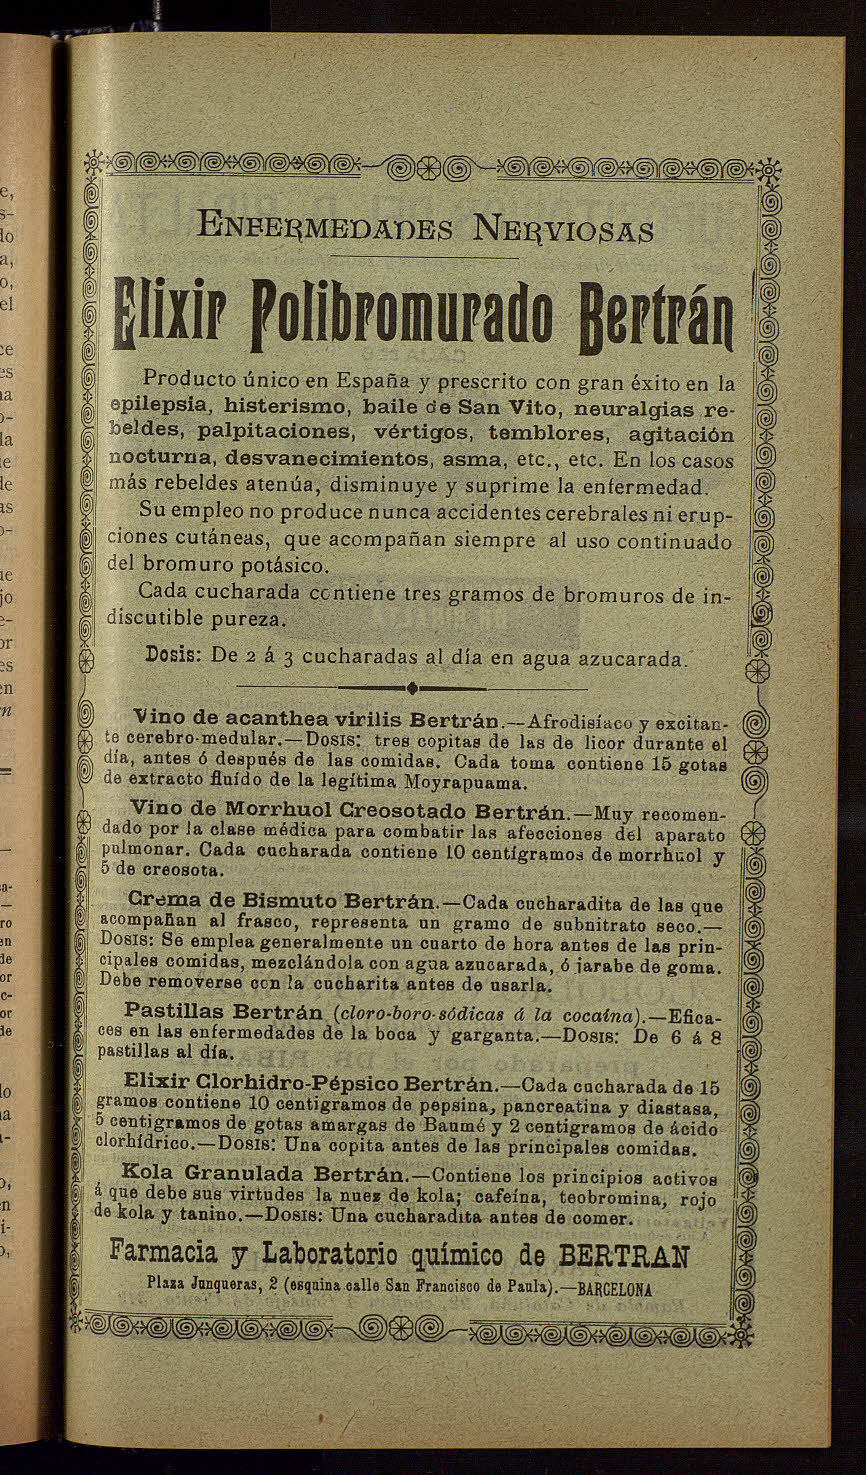 ENFERMEDADES NERVIOSAS
Elixir Polibromurado Bertrán
Producto único en España y prescrito con gran éxito en la
epilepsia, histerismo, baile de San Vito, neuralgias re-
beldes, palpitaciones, vértigos, temblores, agitación
nocturna, desvanecimientos, asma, etc., etc. En los casos
más rebeldes atenúa, disminuye y suprime la enfermedad.
Su empleo no produce nunca accidentes cerebrales ni erup-
ciones cutáneas, que acompañan siempre al uso continuado
del bromuro potásico.
Cada cucharada contiene tres gramos de bromuros de in-
discutible pureza.
Dosis: De 2 á 3 cucharadas al día en agua azucarada.
Vino de acanthea virilis Bertrán.—Afrodisíaco y excitan-
te cerebro-medular.—DOSIS: tres copitas de las de licor durante el
día, antes ó después de las comidas. Cada toma contiene 15 gotas
de extracto fluído de la legítima Moyrapuama.
Vino de Morrhuol Creosotado Bertrán.—Muy recomen-
dado por la clase médica para combatir las afecciones del aparato
pulmonar. Cada cucharada contiene 10 centígramos de morrhuol y
5 de creosota.
Crema de Bismuto Bertrán.—Cada cucharadita de las que
acompañan al frasco, representa un gramo de subnitrato seco.—
DOSIS: Se emplea generalmente un cuarto de hora antes de las prin-
cipales comidas, mezclándola con agua azucarada, ó jarabe de goma.
Debe removerse con la cucharita antes de usarla.
Pastillas Bertrán (cloro-boro-sódicas á la cocaína).—Efica-
ces en las enfermedades de la boca y garganta.—DOSIS: De 6 á 8
pastillas al día.
Elixir Clorhidro-Pépsico Bertrán.—Cada cucharada de 15
gramos contiene 10 centigramos de pepsina, pancreatina y diastasa,
5 centigramos de gotas amargas de Baumé y 2 centigramos de ácido
clorhídrico.—DOSIS: Una copita antes de las principales comidas.
Kola Granulada Bertrán.—Contiene los principios activos
á que debe sus virtudes la nuez de kola; cafeína, teobromina, rojo
de kola y tanino.—DOSIS: Una cucharadita antes de comer.
Farmacia y Laboratorio químico de BERTRAN
Plaza Junqueras, 2 (esquina calle San Francisco de Paula).—BARCELONA